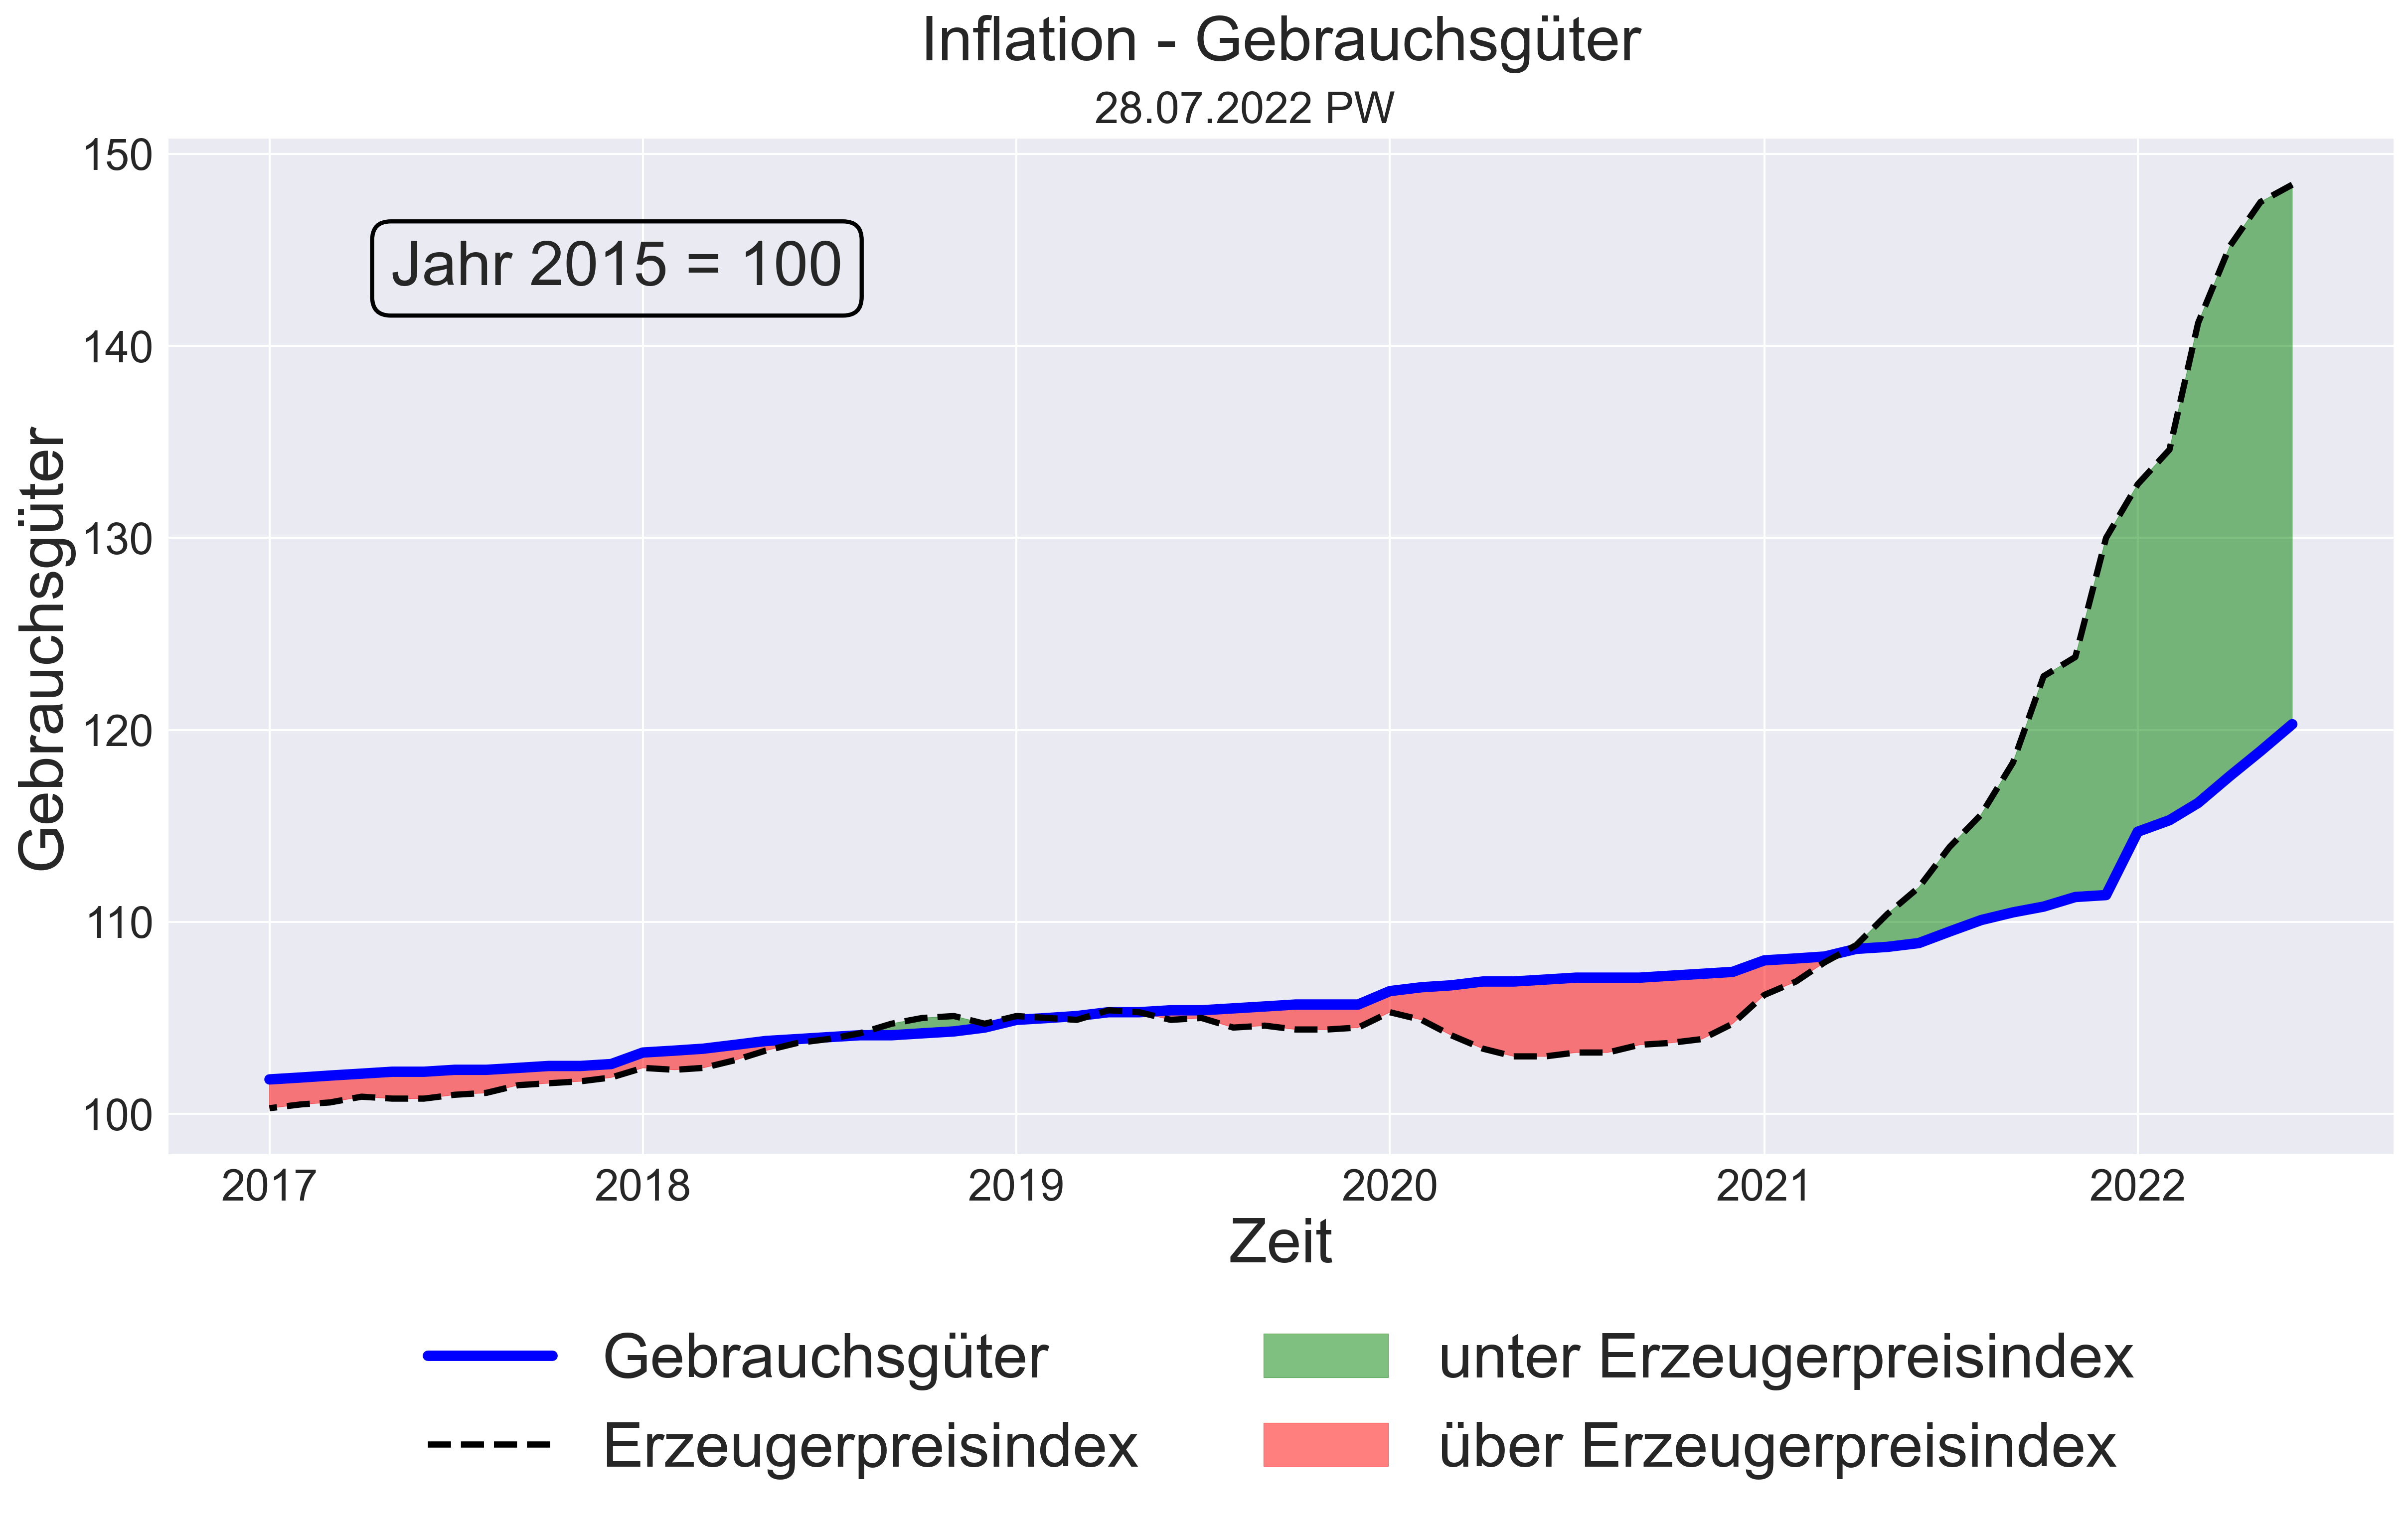 Inflation - Gebrauchsgüter
28.07.2022 PW
Gebrauchsgüter
150
140
130
120
110
100
Jahr 2015 = 100
2017 2018 2019 2020 2021 2022
Zeit
Gebrauchsgüter
Erzeugerpreisindex
unter Erzeugerpreisindex
über Erzeugerpreisindex